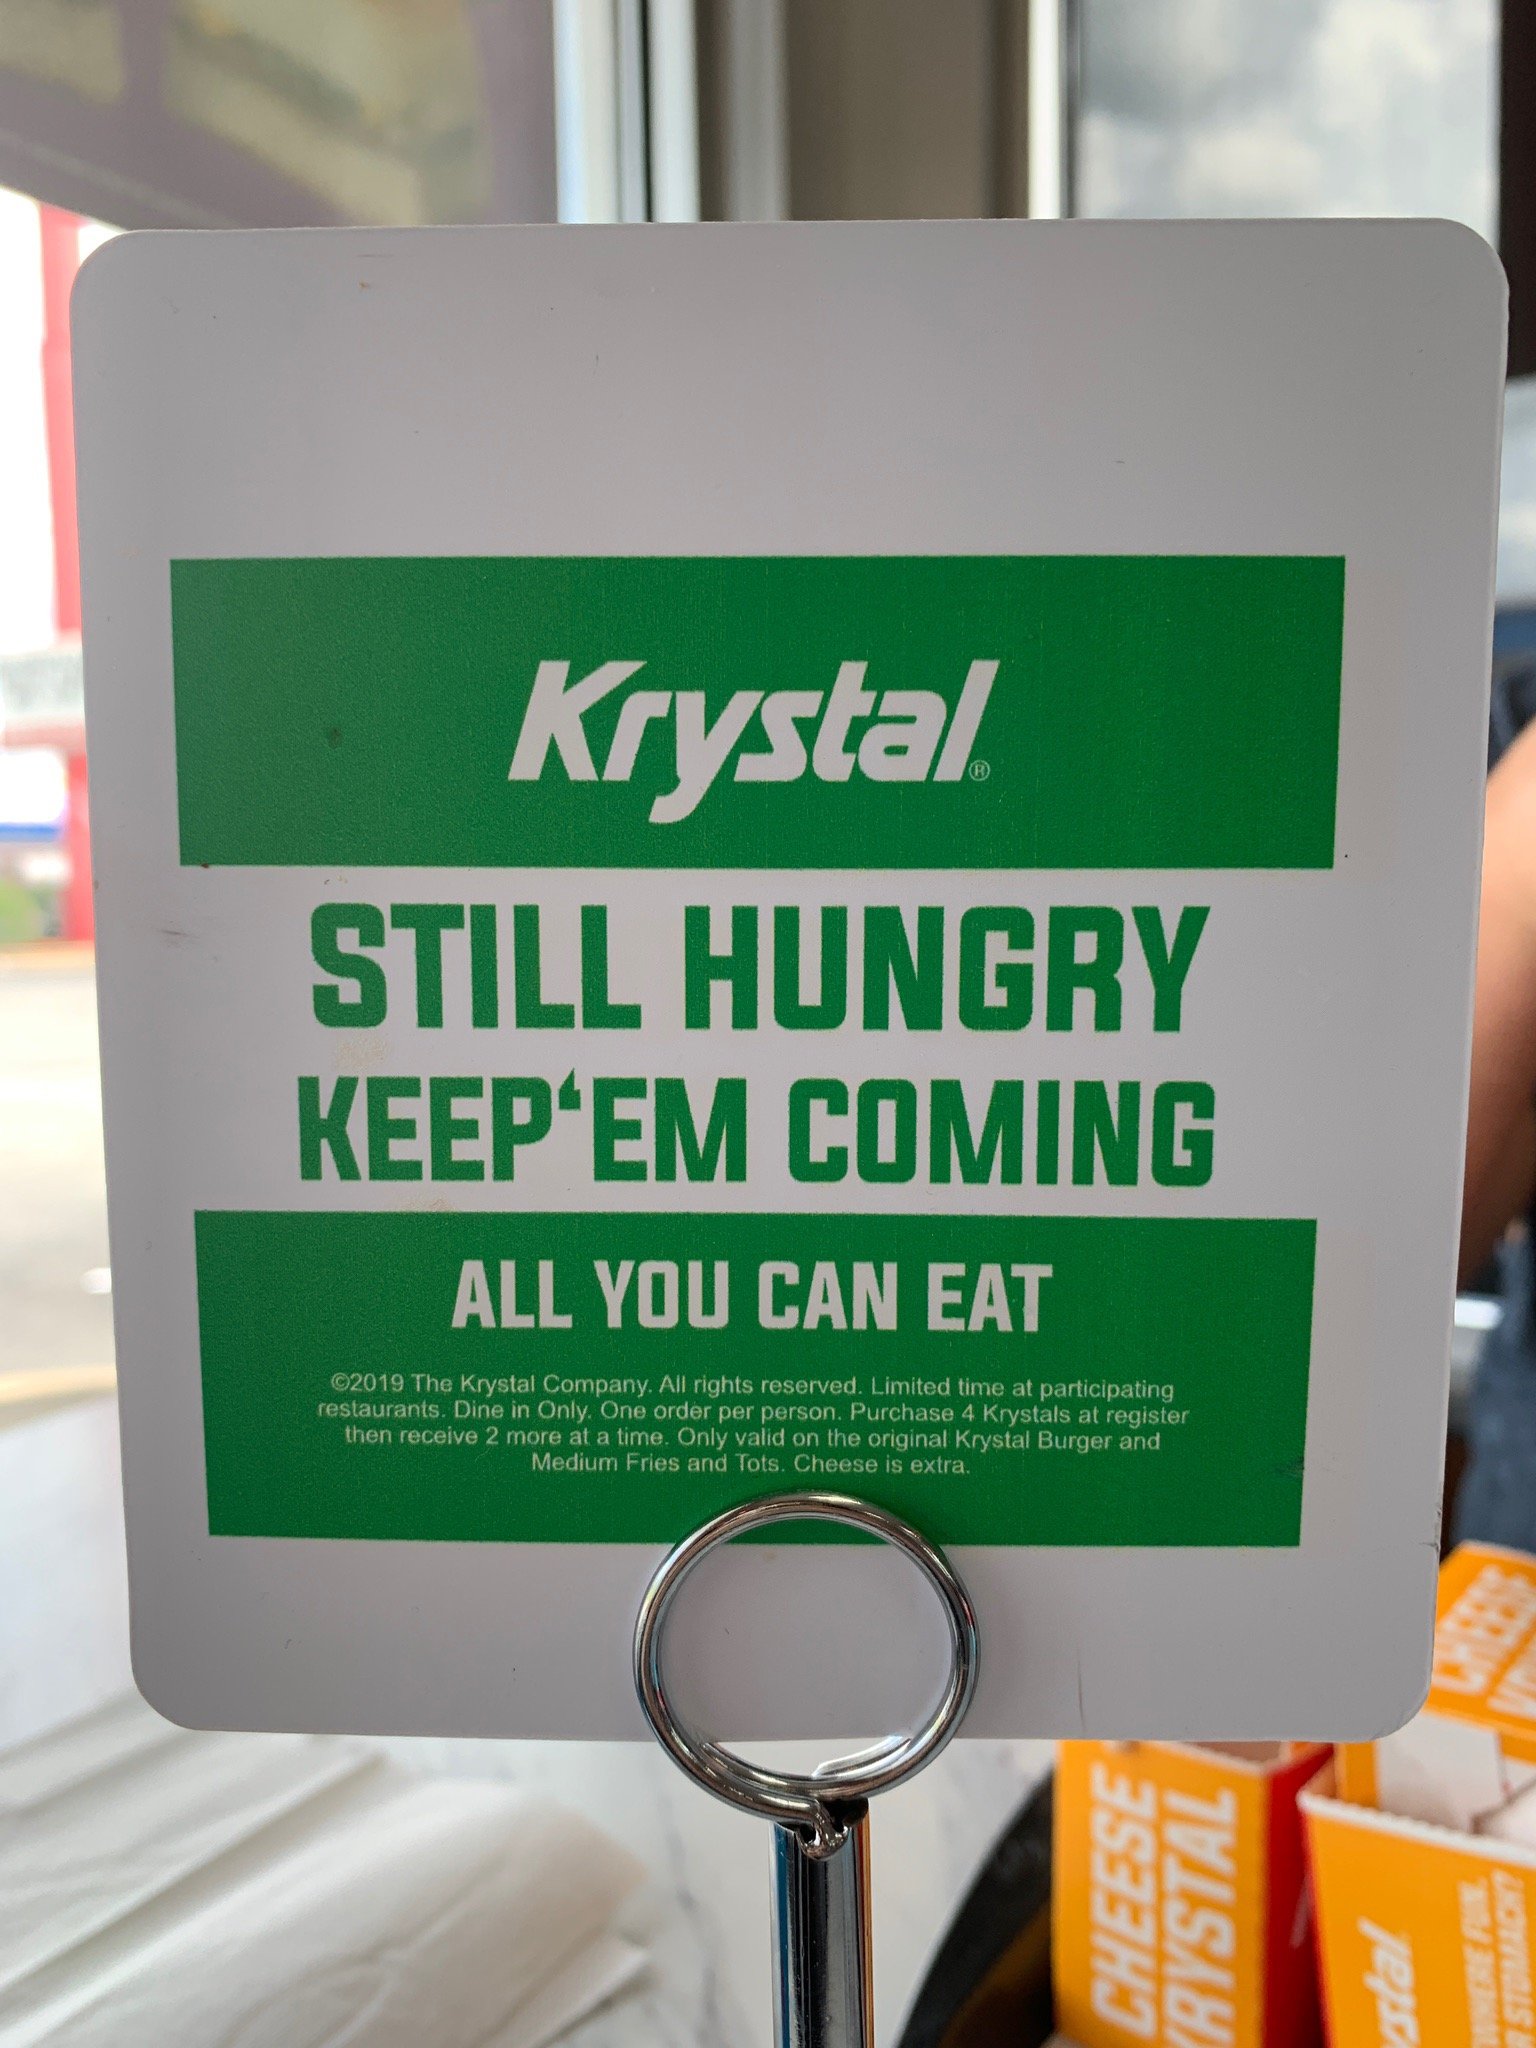 Krystal®
STILL HUNGRY
KEEP‘EM COMING
ALL YOU CAN EAT
©2019 The Krystal Company. All rights reserved. Limited time at participating
restaurants. Dine in Only. One order per person. Purchase 4 Krystals at register
then receive 2 more at a time. Only valid on the original Krystal Burger and
Medium Fries and Tots. Cheese is extra.
CHEESE
CHEESE
KRYSTAL